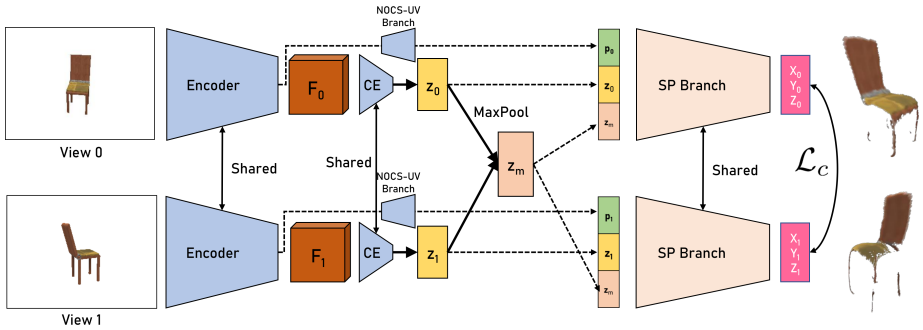 NOCS-UV
Branch
Encoder
F0
CE
z0
p0
z0
zm
SP Branch
X0
Y0
Z0
View 0
MaxPool
Shared
Shared
zm
Shared
ℒc
NOCS-UV
Branch
Encoder
F1
CE
z1
p1
z1
zm
SP Branch
X1
Y1
Z1
View 1